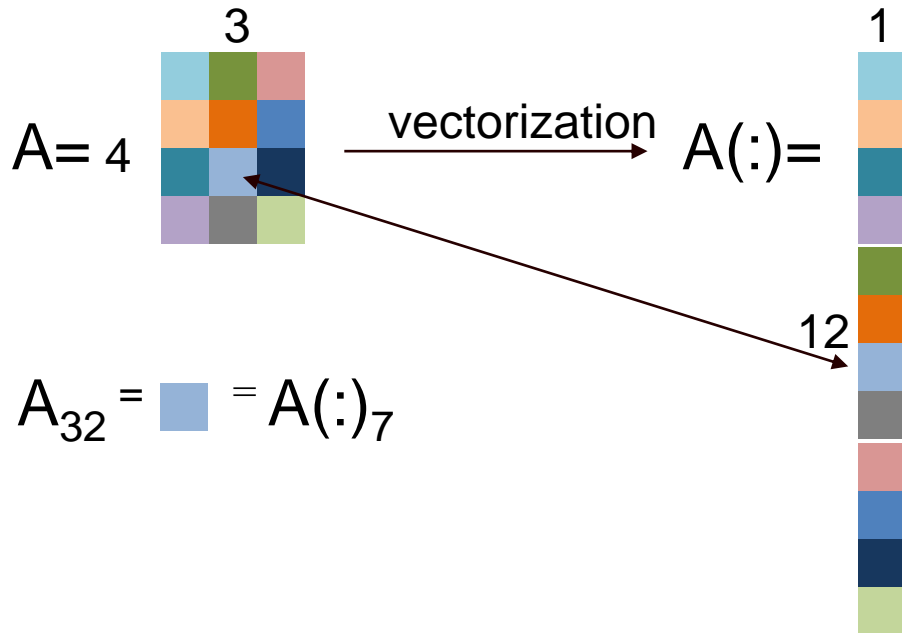 3
1
vectorization
A= 4
A(:)=
12
A₃₂ = = A(:)₇